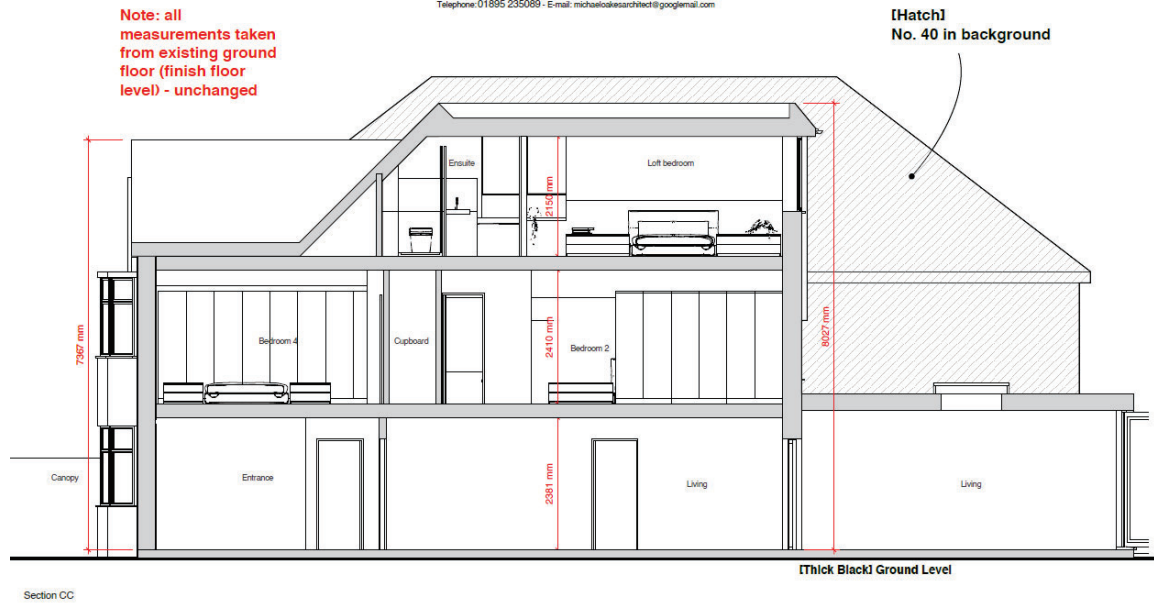 Telephone: 01895 235089 - E-mail: michaeloakesarchitect@googlemail.com
Note: all
measurements taken
from existing ground
floor (finish floor
level) - unchanged
[Hatch]
No. 40 in background
Ensuite
Loft bedroom
2150 mm
7367 mm
Bedroom 4
Cupboard
2410 mm
Bedroom 2
8027 mm
Canopy
Entrance
2381 mm
Living
Living
[Thick Black] Ground Level
Section CC